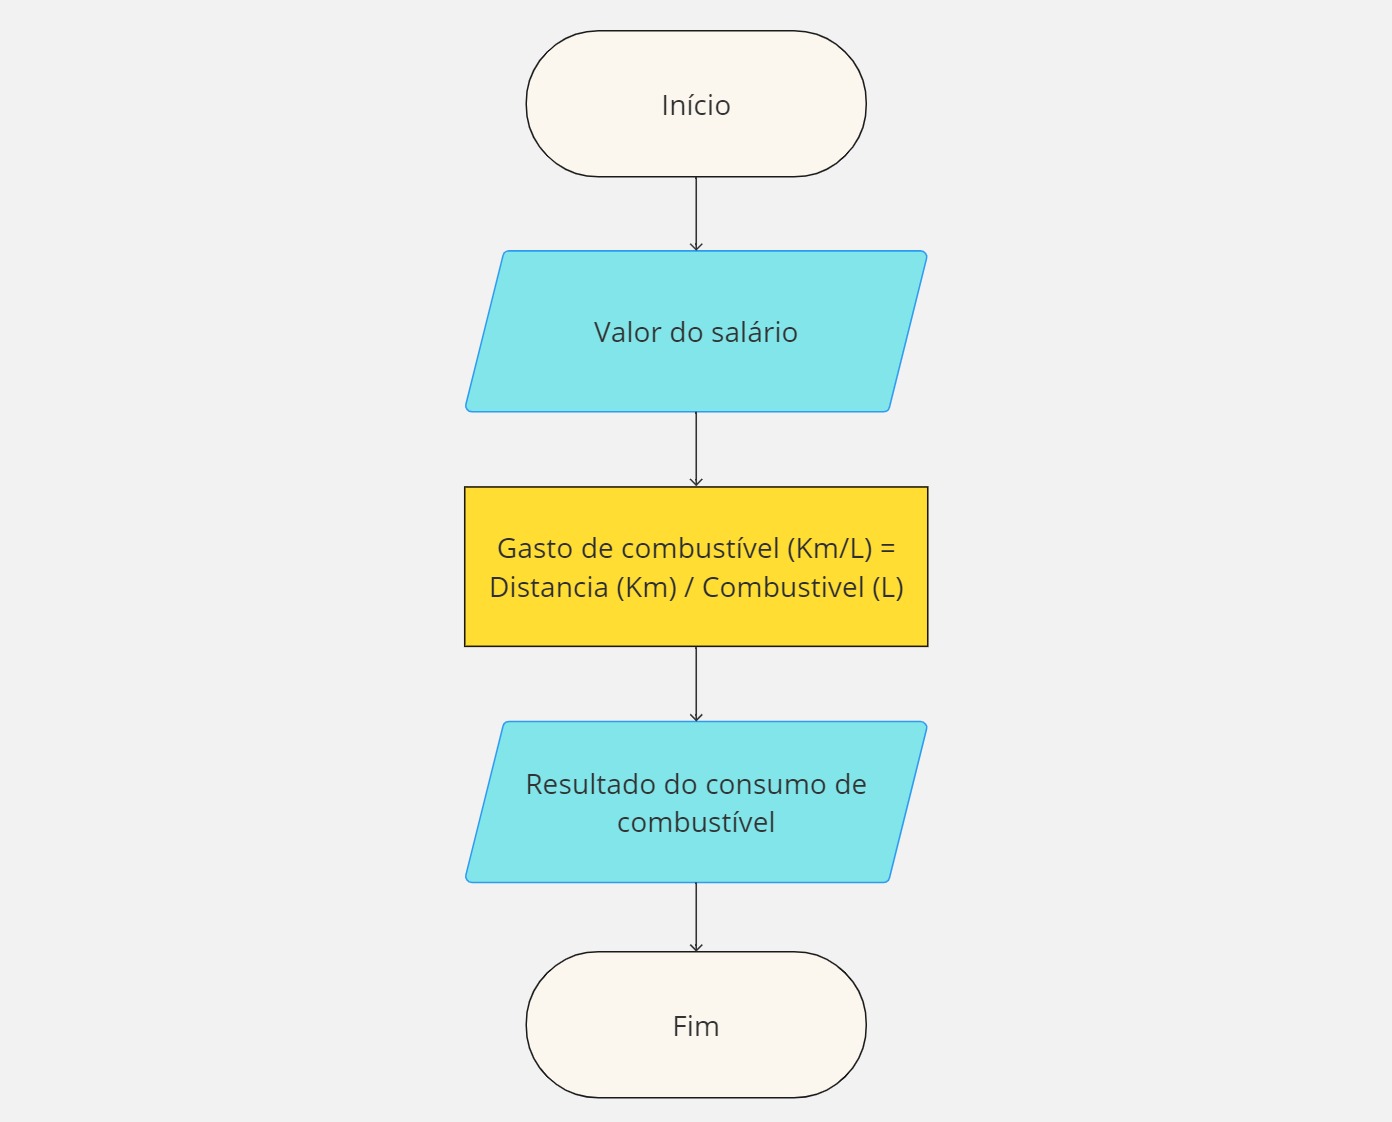 Início
Valor do salário
Gasto de combustível (Km/L) =
Distancia (Km) / Combustivel (L)
Resultado do consumo de
combustível
Fim